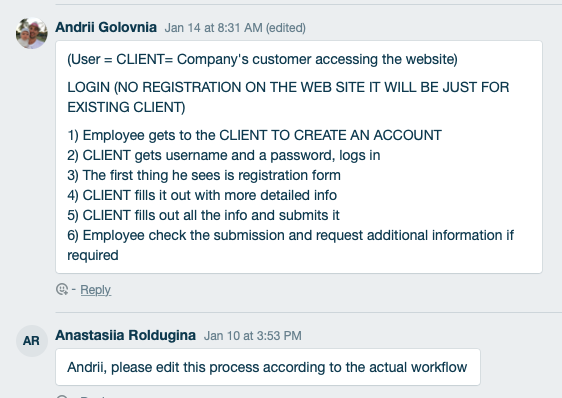 Andrii Golovnia Jan 14 at 8:31 AM (edited)
(User = CLIENT= Company's customer accessing the website)
LOGIN (NO REGISTRATION ON THE WEB SITE IT WILL BE JUST FOR
EXISTING CLIENT)
1) Employee gets to the CLIENT TO CREATE AN ACCOUNT
2) CLIENT gets username and a password, logs in
3) The first thing he sees is registration form
4) CLIENT fills it out with more detailed info
5) CLIENT fills out all the info and submits it
6) Employee check the submission and request additional information if
required
- Reply
AR
Anastasiia Roldugina Jan 10 at 3:53 PM
Andrii, please edit this process according to the actual workflow